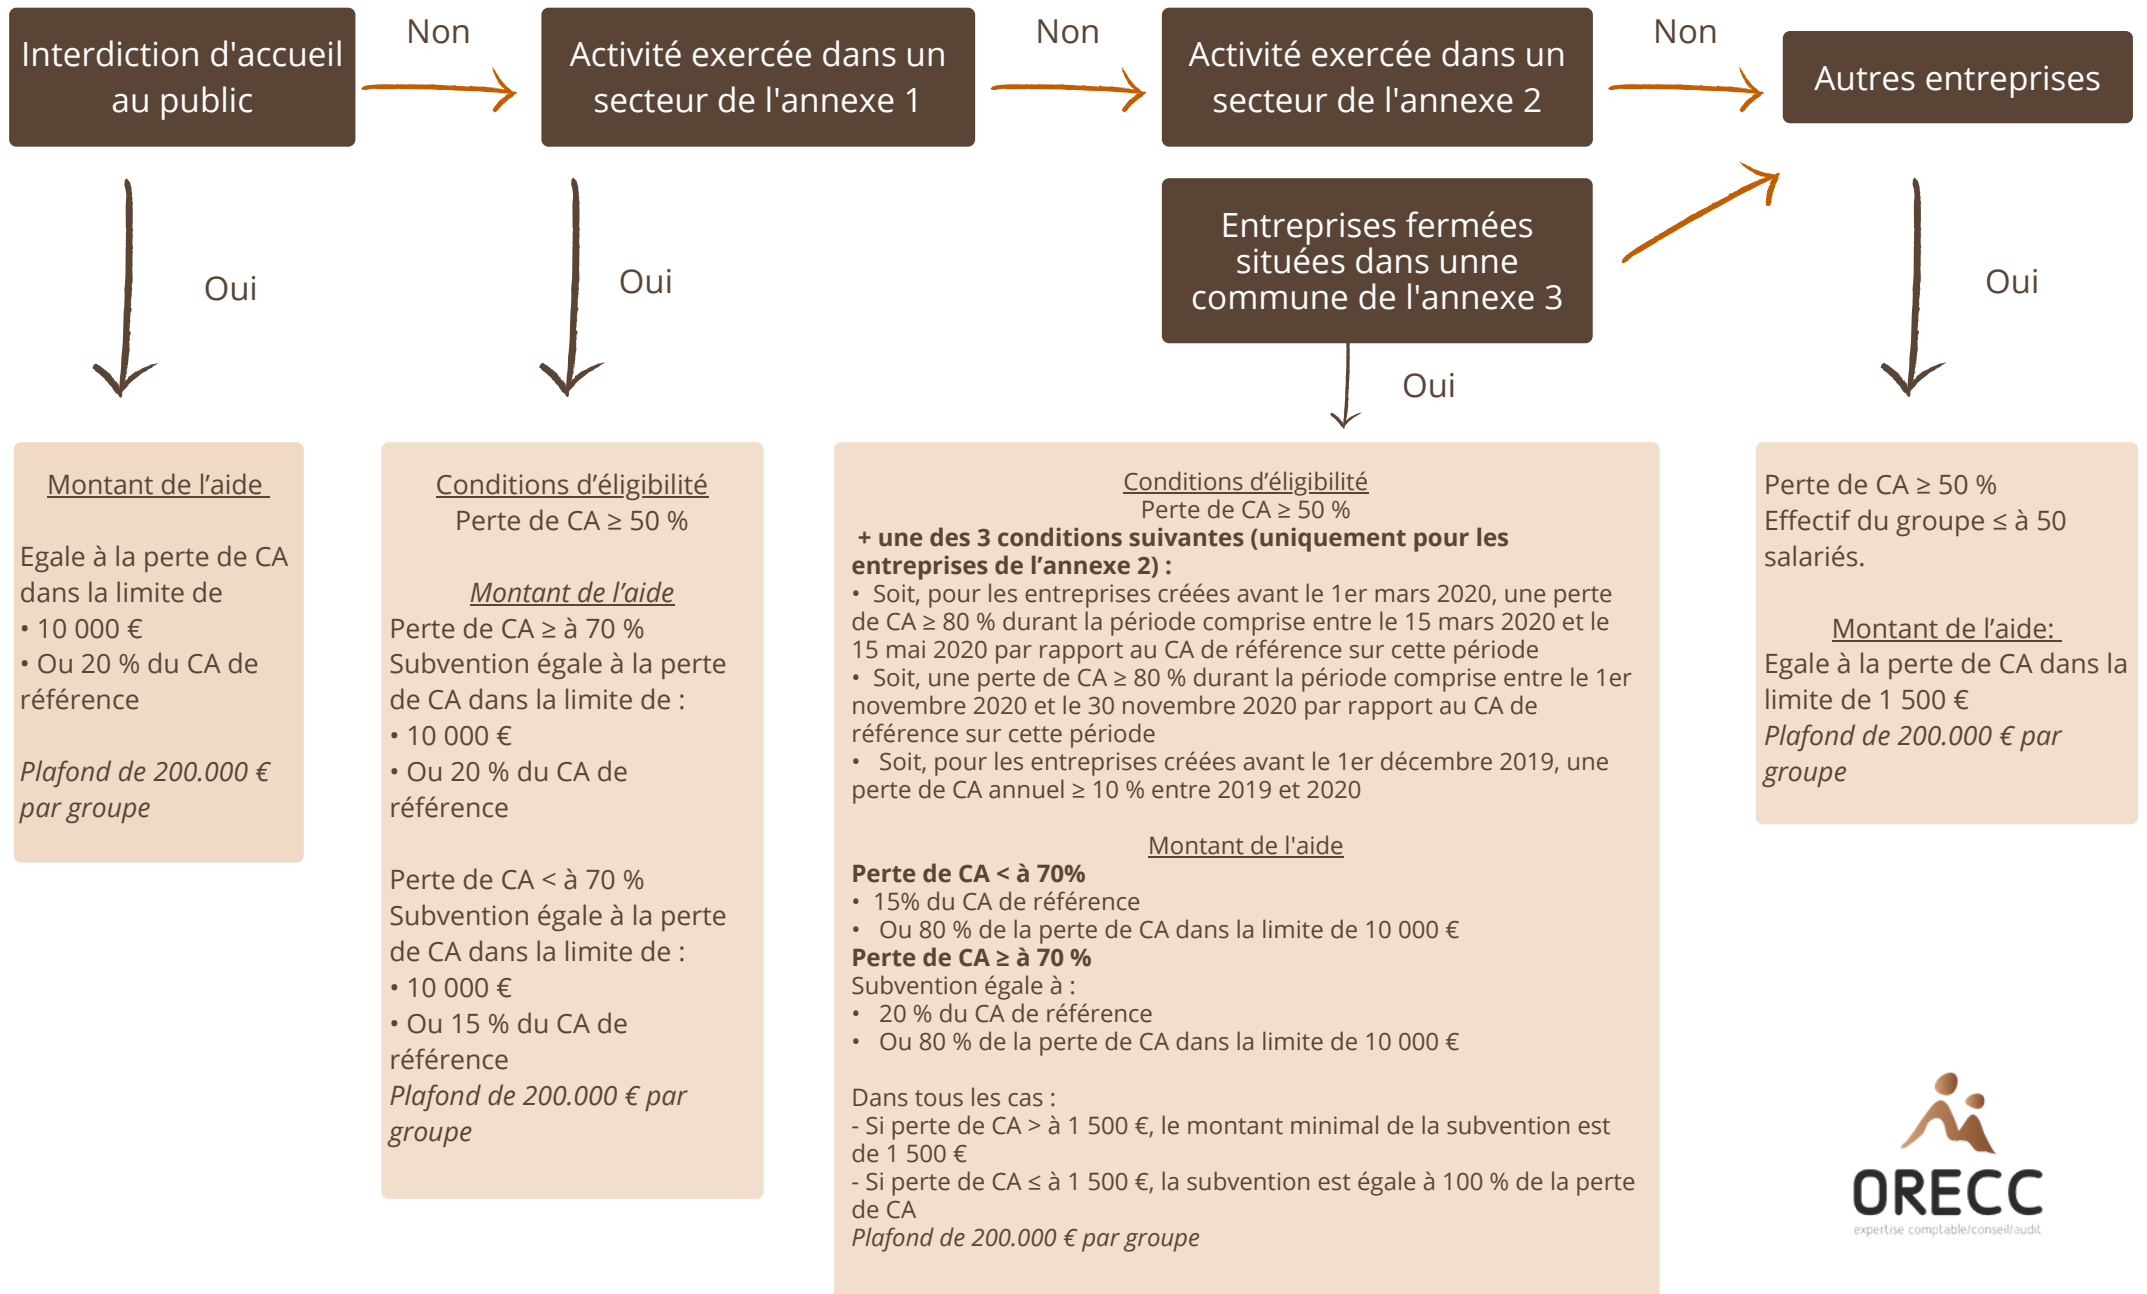 Interdiction d'accueil
au public
Non
Activité exercée dans un
secteur de l'annexe 1
Non
Activité exercée dans un
secteur de l'annexe 2
Non
Autres entreprises
Entreprises fermées
situées dans unne
commune de l'annexe 3
Oui
Oui
Oui
Oui
Montant de l’aide
Egale à la perte de CA
dans la limite de
• 10 000 €
• Ou 20 % du CA de
référence
Plafond de 200.000 €
par groupe
Conditions d’éligibilité
Perte de CA ≥ 50 %
Montant de l’aide
Perte de CA ≥ à 70 %
Subvention égale à la perte
de CA dans la limite de :
• 10 000 €
• Ou 20 % du CA de
référence
Perte de CA < à 70 %
Subvention égale à la perte
de CA dans la limite de :
• 10 000 €
• Ou 15 % du CA de
référence
Plafond de 200.000 € par
groupe
Conditions d’éligibilité
Perte de CA ≥ 50 %
+ une des 3 conditions suivantes (uniquement pour les
entreprises de l’annexe 2) :
• Soit, pour les entreprises créées avant le 1er mars 2020, une perte
de CA ≥ 80 % durant la période comprise entre le 15 mars 2020 et le
15 mai 2020 par rapport au CA de référence sur cette période
• Soit, une perte de CA ≥ 80 % durant la période comprise entre le 1er
novembre 2020 et le 30 novembre 2020 par rapport au CA de
référence sur cette période
• Soit, pour les entreprises créées avant le 1er décembre 2019, une
perte de CA annuel ≥ 10 % entre 2019 et 2020
Montant de l'aide
Perte de CA < à 70%
• 15% du CA de référence
• Ou 80 % de la perte de CA dans la limite de 10 000 €
Perte de CA ≥ à 70 %
Subvention égale à :
• 20 % du CA de référence
• Ou 80 % de la perte de CA dans la limite de 10 000 €
Dans tous les cas :
- Si perte de CA > à 1 500 €, le montant minimal de la subvention est
de 1 500 €
- Si perte de CA ≤ à 1 500 €, la subvention est égale à 100 % de la perte
de CA
Plafond de 200.000 € par groupe
Perte de CA ≥ 50 %
Effectif du groupe ≤ à 50
salariés.
Montant de l’aide:
Egale à la perte de CA dans la
limite de 1 500 €
Plafond de 200.000 € par
groupe
ORECC
expertise comptable/conseil/audit